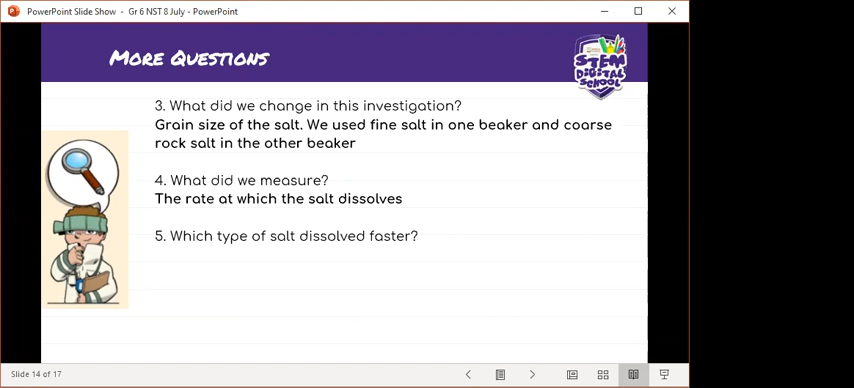 PowerPoint Slide Show - Gr 6 NST 8 July - PowerPoint
More Questions
STEM
DIGITAL
SCHOOL
3. What did we change in this investigation?
Grain size of the salt. We used fine salt in one beaker and coarse
rock salt in the other beaker
4. What did we measure?
The rate at which the salt dissolves
5. Which type of salt dissolved faster?
Slide 14 of 17